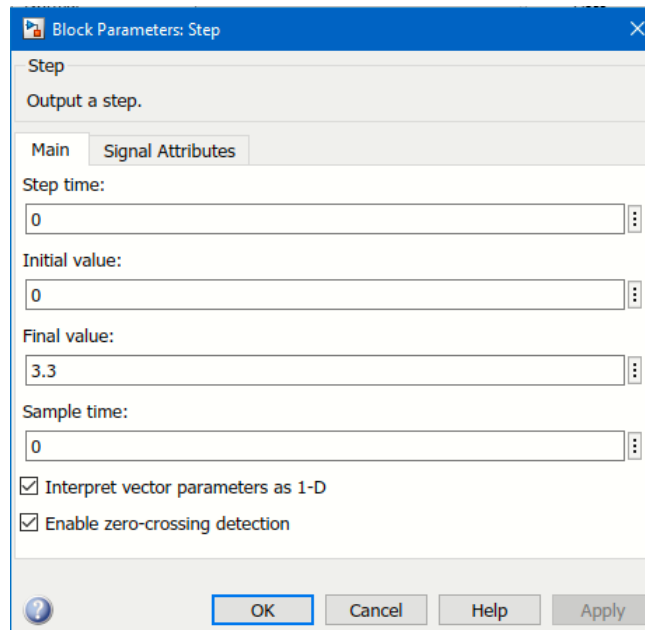 Block Parameters: Step
Step
Output a step.
Main Signal Attributes
Step time:
0
Initial value:
0
Final value:
3.3
Sample time:
0
Interpret vector parameters as 1-D
Enable zero-crossing detection
? OK Cancel Help Apply